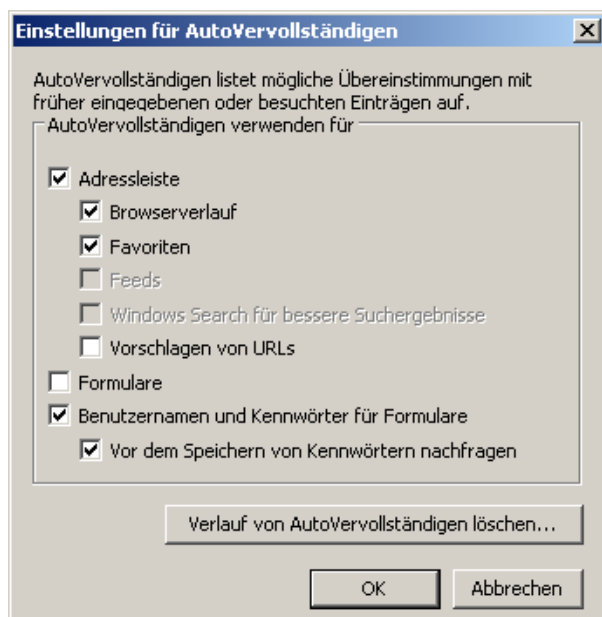 Einstellungen für AutoVervollständigen
AutoVervollständigen listet mögliche Übereinstimmungen mit
früher eingegebenen oder besuchten Einträgen auf.
AutoVervollständigen verwenden für
Adressleiste
Browserverlauf
Favoriten
Feeds
Windows Search für bessere Suchergebnisse
Vorschlagen von URLs
Formulare
Benutzernamen und Kennwörter für Formulare
Vor dem Speichern von Kennwörtern nachfragen
Verlauf von AutoVervollständigen löschen...
OK Abbrechen